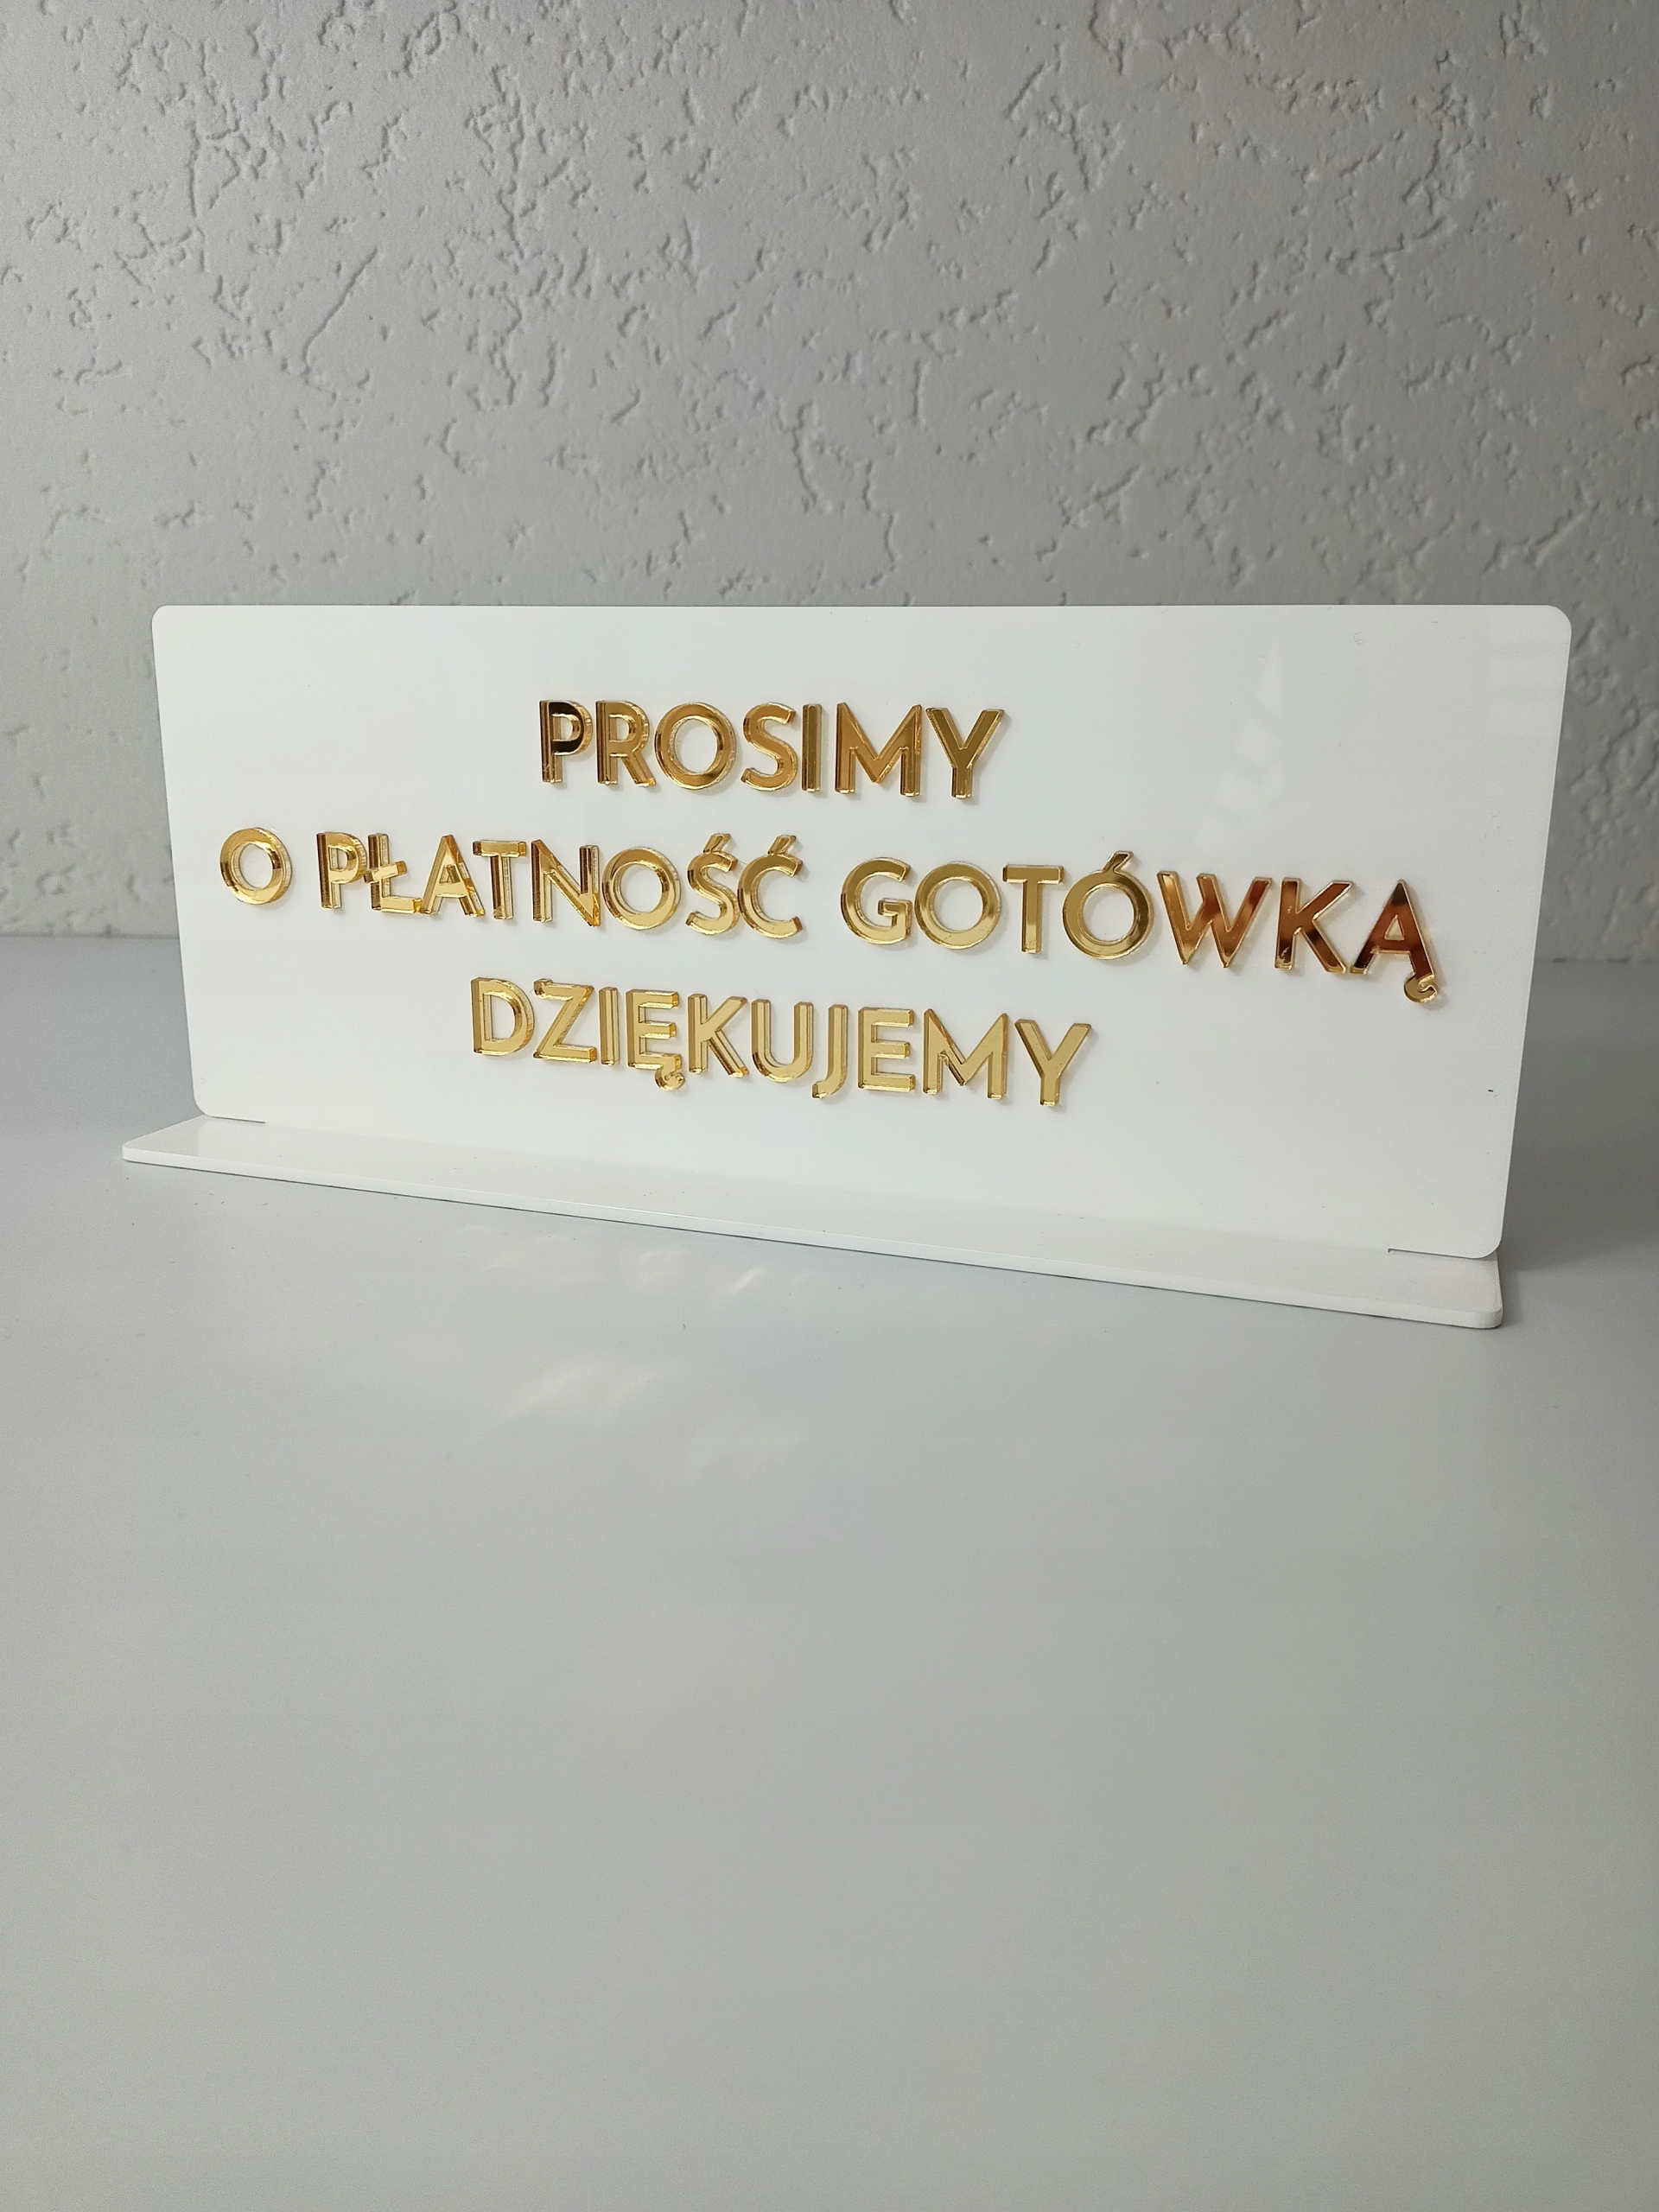 PROSIMY
O PŁATNOŚĆ GOTÓWKĄ
DZIĘKUJEMY